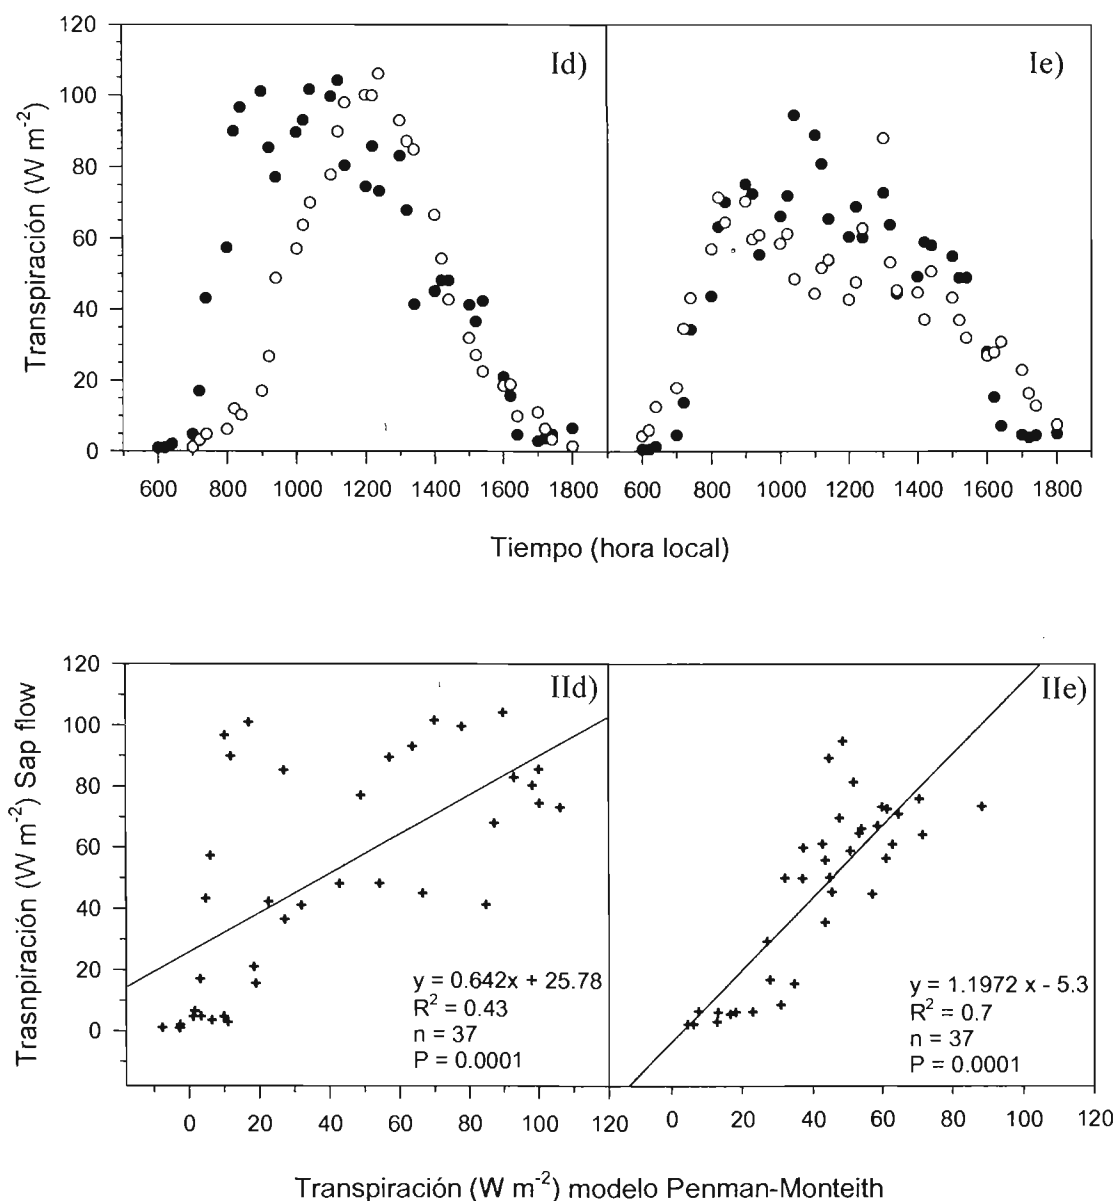 Id)
Ie)
120
100
80
60
40
20
0
Transpiración (W m-2)
600 800 1000 1200 1400 1600 1800
600 800 1000 1200 1400 1600 1800
Tiempo (hora local)
IId)
IIe)
120
100
80
60
40
20
0
Trasnpiración (W m-2) Sap flow
y = 0.642x + 25.78
R2 = 0.43
n = 37
P = 0.0001
y = 1.1972 x - 5.3
R2 = 0.7
n = 37
P = 0.0001
0 20 40 60 80 100 120
0 20 40 60 80 100 120
Transpiración (W m-2) modelo Penman-Monteith